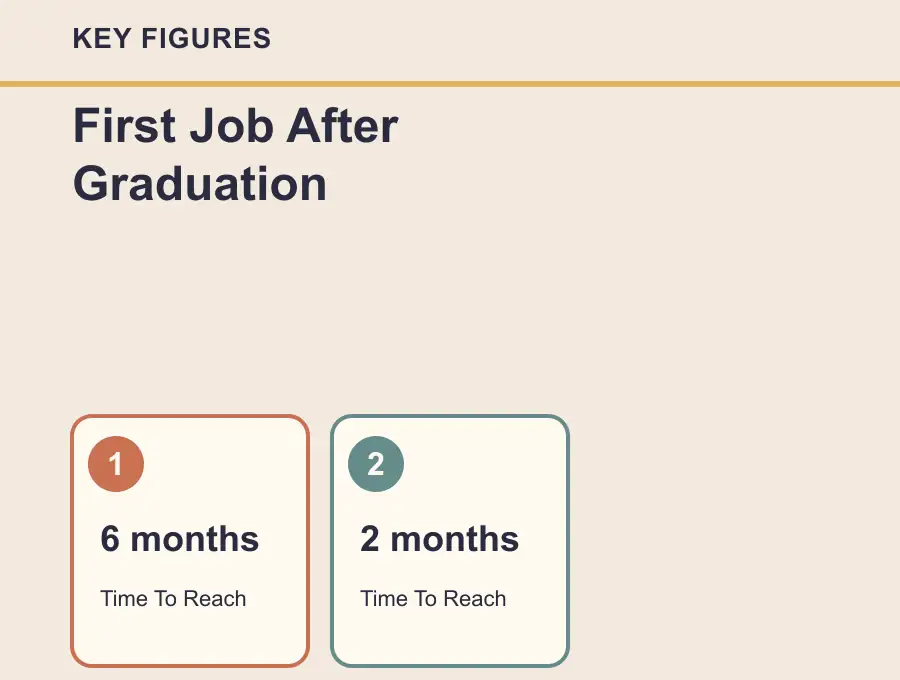 KEY FIGURES
First Job After
Graduation
1
6 months
Time To Reach
2
2 months
Time To Reach